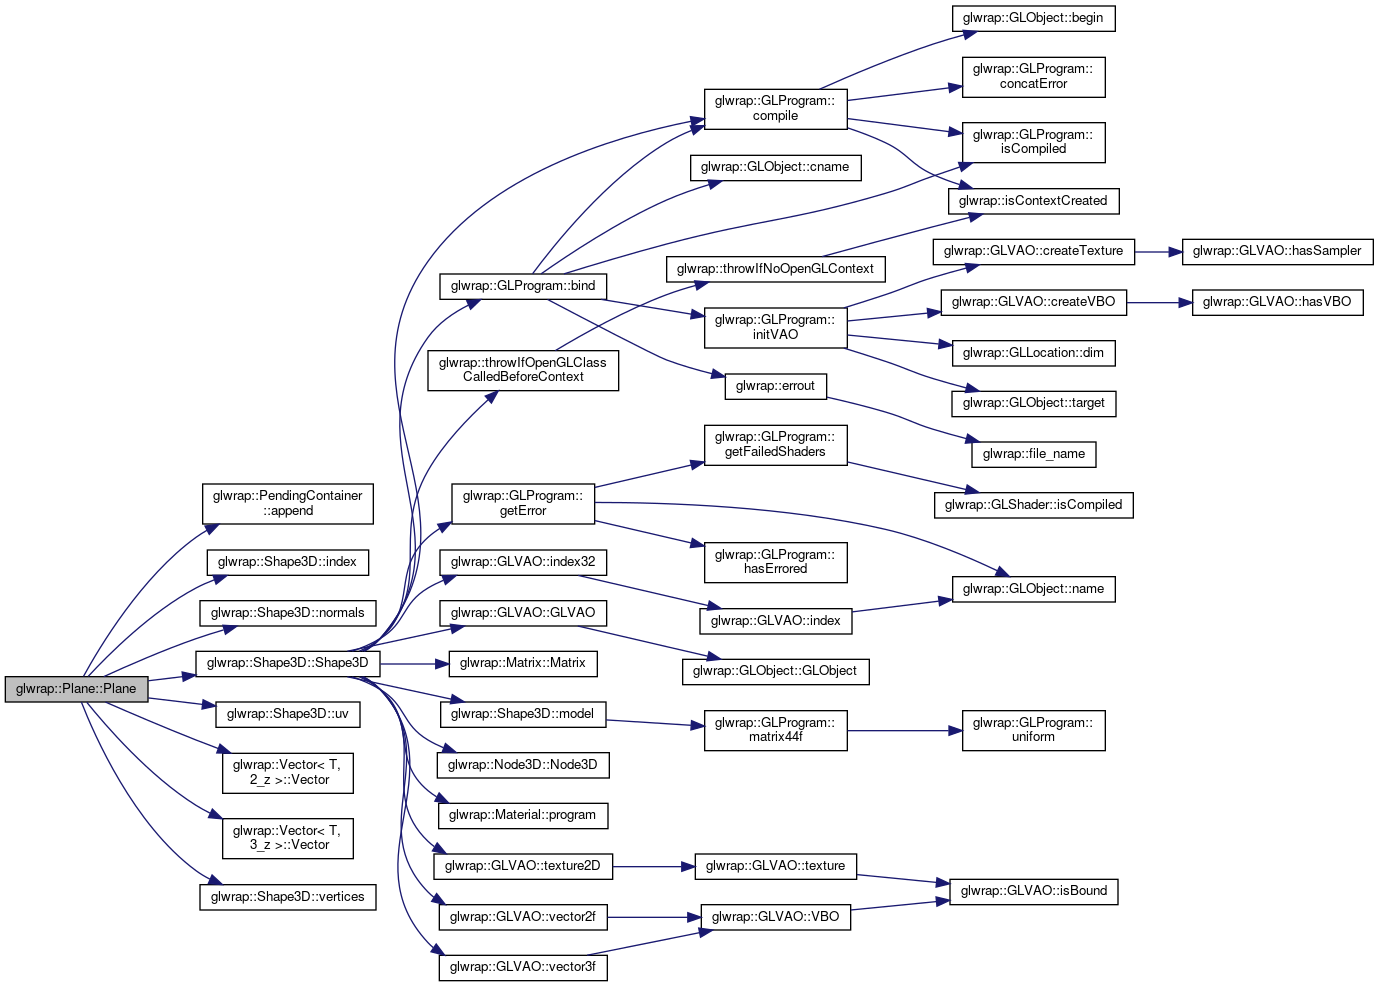 glwrap::GLObject::begin
glwrap::GLProgram::
concatError
glwrap::GLProgram::
compile
glwrap::GLProgram::
isCompiled
glwrap::GLObject::cname
glwrap::isContextCreated
glwrap::GLVAO::createTexture
glwrap::GLVAO::hasSampler
glwrap::throwIfNoOpenGLContext
glwrap::GLProgram::bind
glwrap::GLVAO::createVBO
glwrap::GLVAO::hasVBO
glwrap::GLProgram::
initVAO
glwrap::GLLocation::dim
glwrap::throwIfOpenGLClass
CalledBeforeContext
glwrap::errout
glwrap::GLObject::target
glwrap::file_name
glwrap::GLProgram::
getFailedShaders
glwrap::PendingContainer
::append
glwrap::GLProgram::
getError
glwrap::GLShader::isCompiled
glwrap::Shape3D::index
glwrap::GLVAO::index32
glwrap::GLProgram::
hasErrored
glwrap::GLObject::name
glwrap::Shape3D::normals
glwrap::GLVAO::GLVAO
glwrap::GLVAO::index
glwrap::Shape3D::Shape3D
glwrap::Matrix::Matrix
glwrap::GLObject::GLObject
glwrap::Plane::Plane
glwrap::Shape3D::uv
glwrap::Shape3D::model
glwrap::GLProgram::
matrix44f
glwrap::GLProgram::
uniform
glwrap::Vector< T,
2_z >::Vector
glwrap::Node3D::Node3D
glwrap::Material::program
glwrap::Vector< T,
3_z >::Vector
glwrap::GLVAO::texture2D
glwrap::GLVAO::texture
glwrap::GLVAO::isBound
glwrap::Shape3D::vertices
glwrap::GLVAO::vector2f
glwrap::GLVAO::VBO
glwrap::GLVAO::vector3f